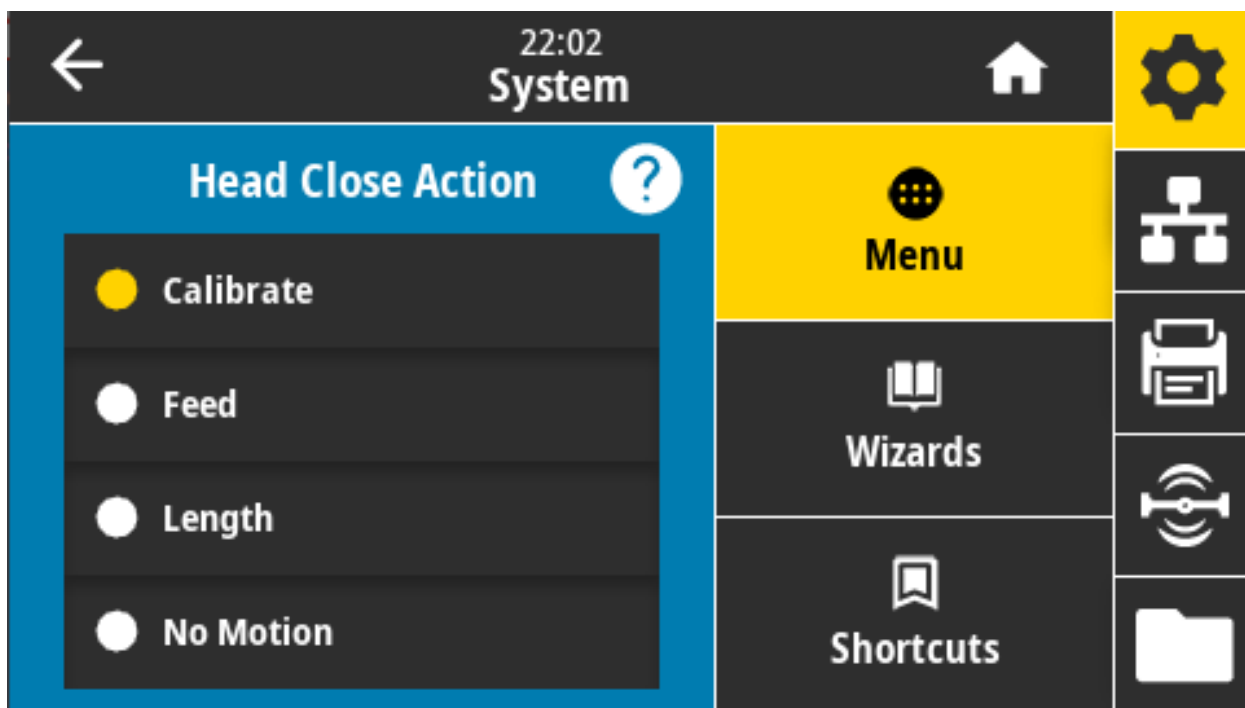 22:02
System
Head Close Action
?
Calibrate
Feed
Length
No Motion
Menu
Wizards
Shortcuts